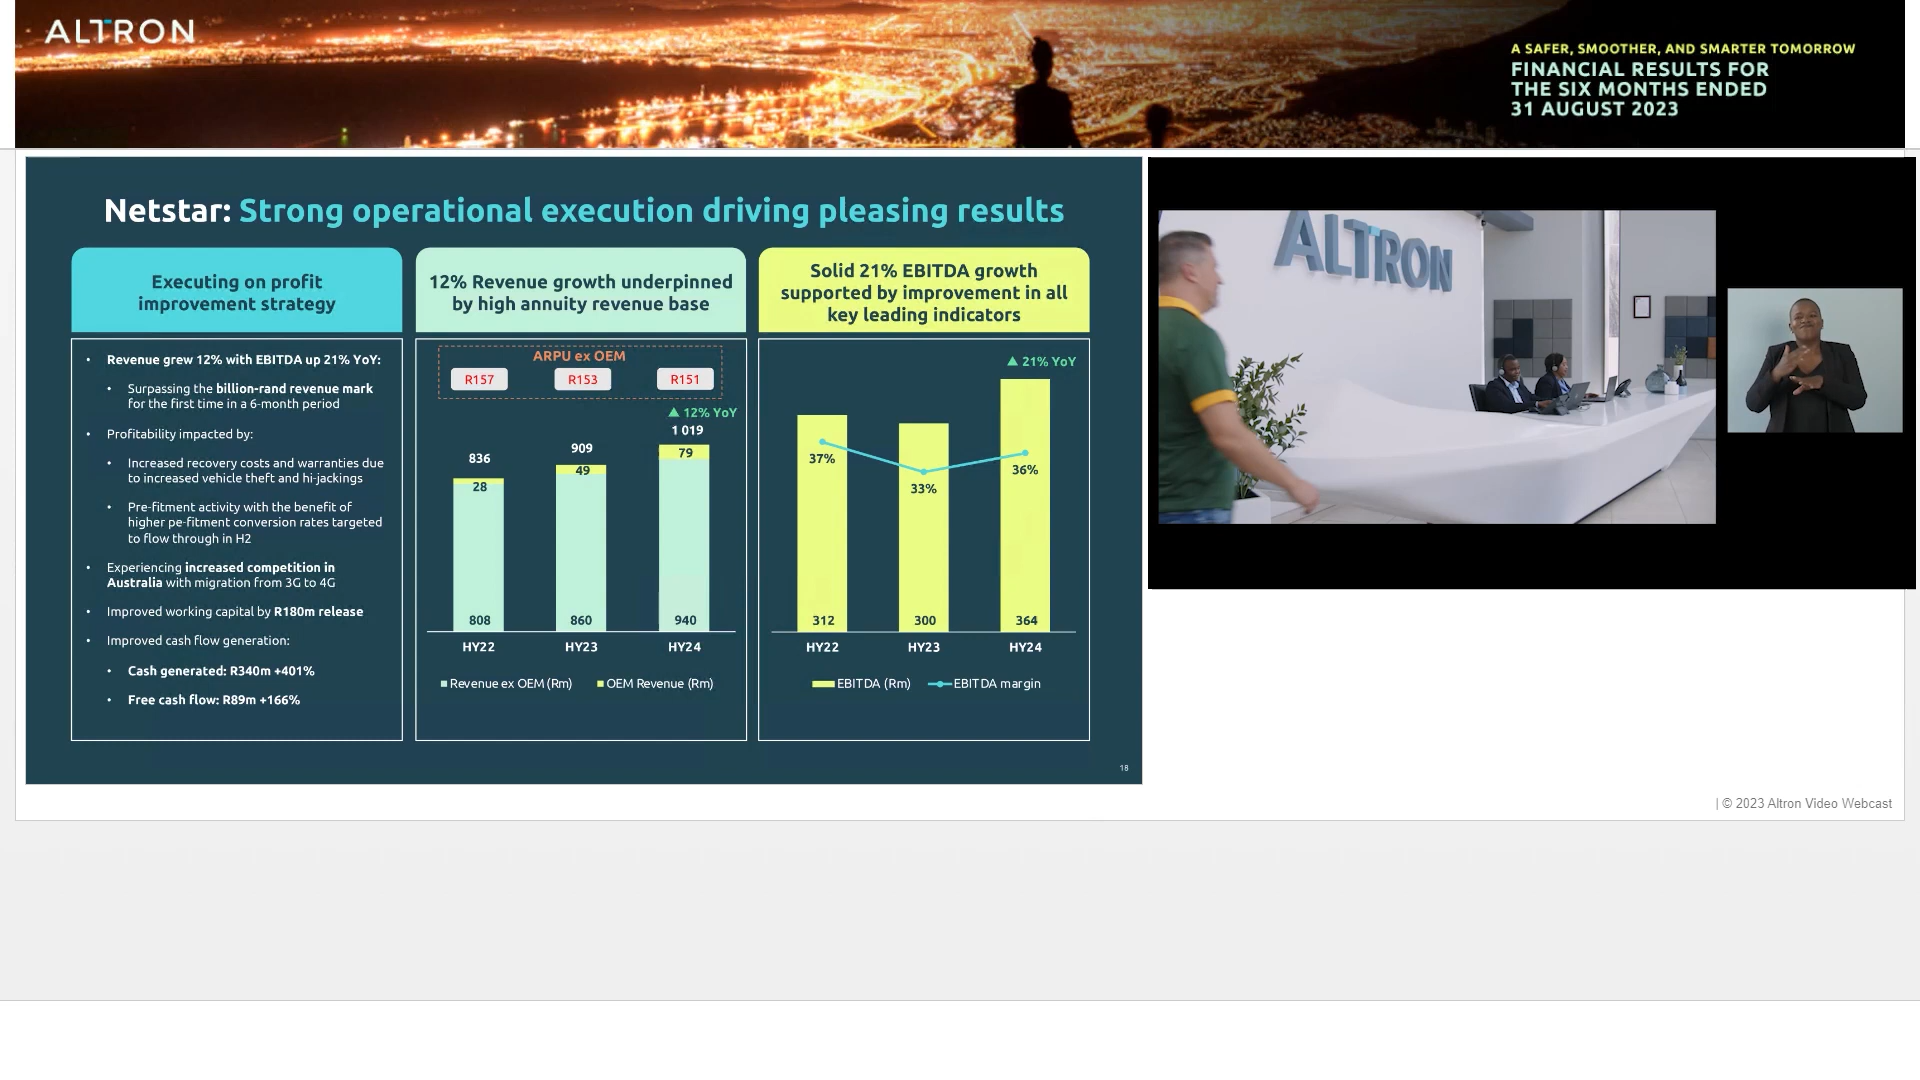 ALTRON
A SAFER, SMOOTHER, AND SMARTER TOMORROW
FINANCIAL RESULTS FOR
THE SIX MONTHS ENDED
31 AUGUST 2023
Netstar: Strong operational execution driving pleasing results
Executing on profit
improvement strategy
• Revenue grew 12% with EBITDA up 21% YoY:
• Surpassing the billion-rand revenue mark
for the first time in a 6-month period
• Profitability impacted by:
• Increased recovery costs and warranties due
to increased vehicle theft and hi-jackings
• Pre-fitment activity with the benefit of
higher pe-fitment conversion rates targeted
to flow through in H2
• Experiencing increased competition in
Australia with migration from 3G to 4G
• Improved working capital by R180m release
• Improved cash flow generation:
• Cash generated: R340m +401%
• Free cash flow: R89m +166%
12% Revenue growth underpinned
by high annuity revenue base
ARPU ex OEM
R157 R153 R151
▲ 12% YoY
836 909 1 019
28 49 79
808 860 940
HY22 HY23 HY24
Revenue ex OEM (Rm) OEM Revenue (Rm)
Solid 21% EBITDA growth
supported by improvement in all
key leading indicators
▲ 21% YoY
37% 33% 36%
312 300 364
HY22 HY23 HY24
EBITDA (Rm) EBITDA margin
18
ALTRON
| © 2023 Altron Video Webcast